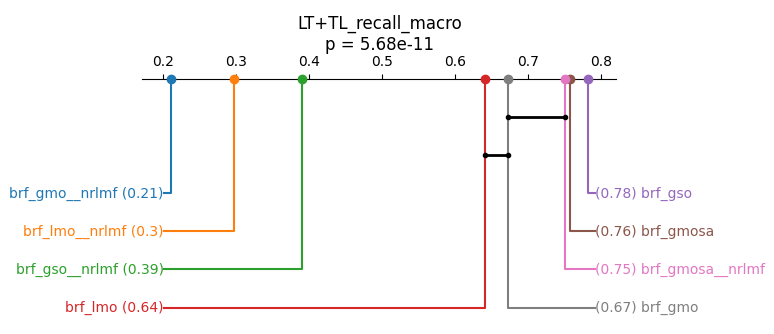 LT+TL_recall_macro
p = 5.68e-11
0.2 0.3 0.4 0.5 0.6 0.7 0.8
brf_gmo__nrlmf (0.21)
(0.78) brf_gso
brf_lmo__nrlmf (0.3)
(0.76) brf_gmosa
brf_gso__nrlmf (0.39)
(0.75) brf_gmosa__nrlmf
brf_lmo (0.64)
(0.67) brf_gmo